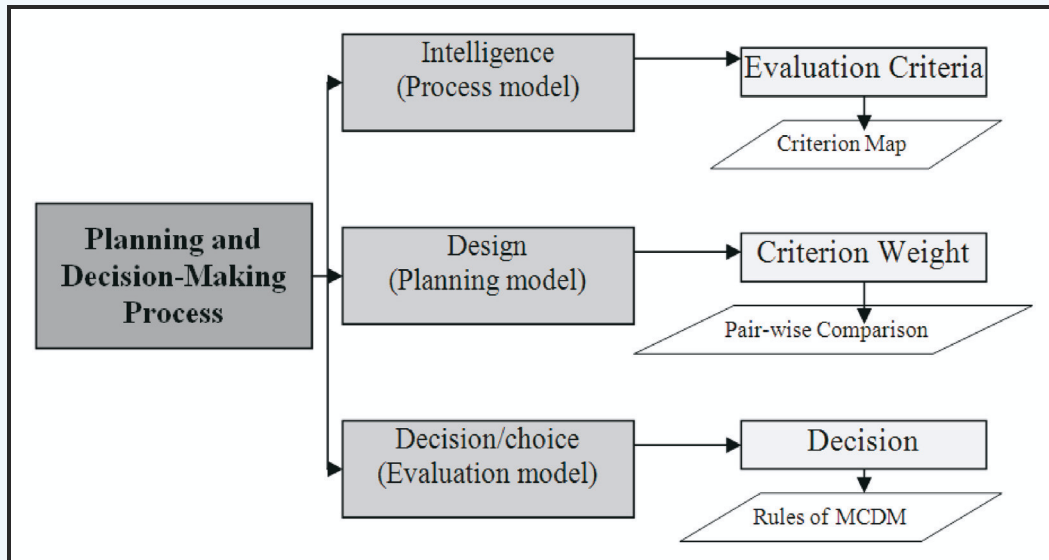 Planning and
Decision-Making
Process
Intelligence
(Process model)
Evaluation Criteria
Criterion Map
Design
(Planning model)
Criterion Weight
Pair-wise Comparison
Decision/choice
(Evaluation model)
Decision
Rules of MCDM